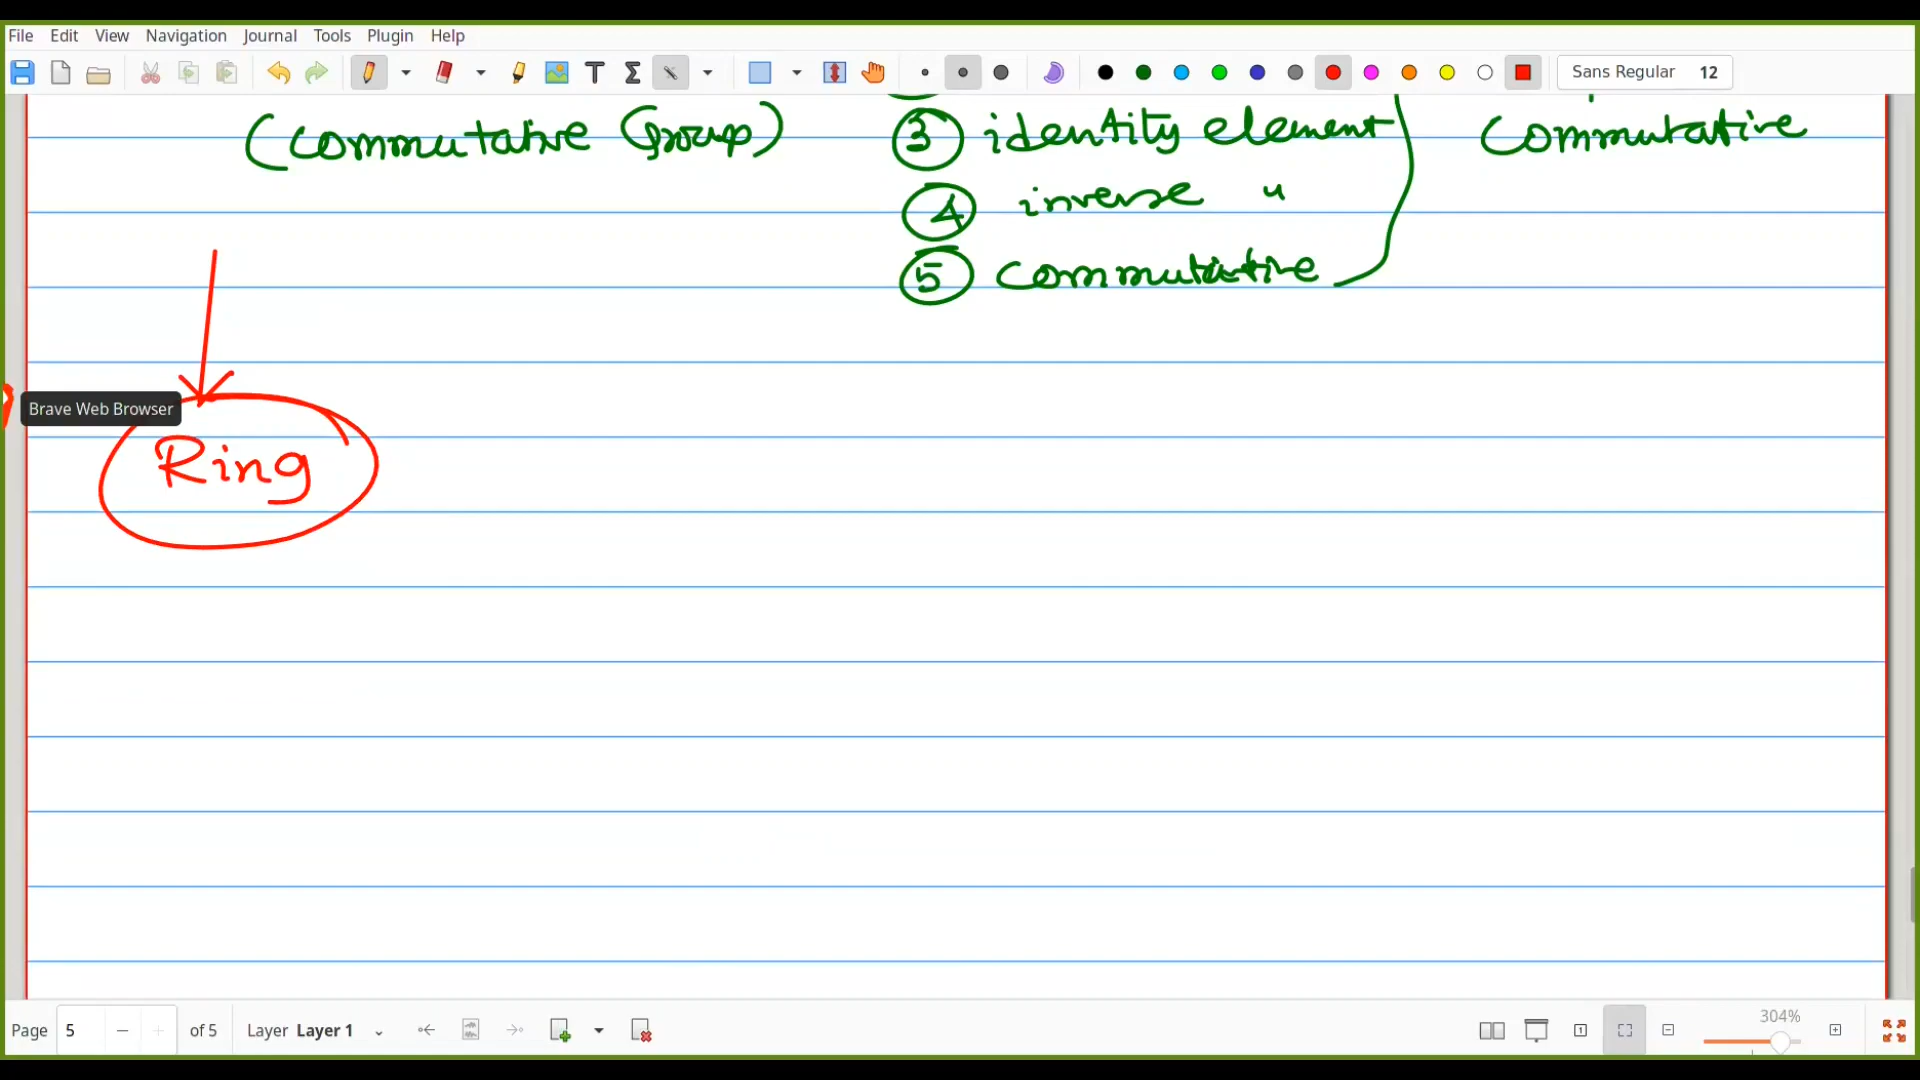 File Edit View Navigation Journal Tools Plugin Help
Sans Regular 12
(Commutative Group) ③ identity element Commutative
④ inverse "
⑤ Commutative
Brave Web Browser
Ring
Page 5 of 5 Layer Layer 1 304%